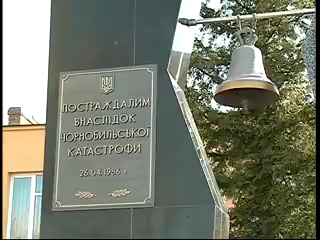 ПОСТРАЖДАЛИМ
ВНАСЛІДОК
ЧОРНОБИЛЬСЬКОЇ
КАТАСТРОФИ
26.04.1986 г.